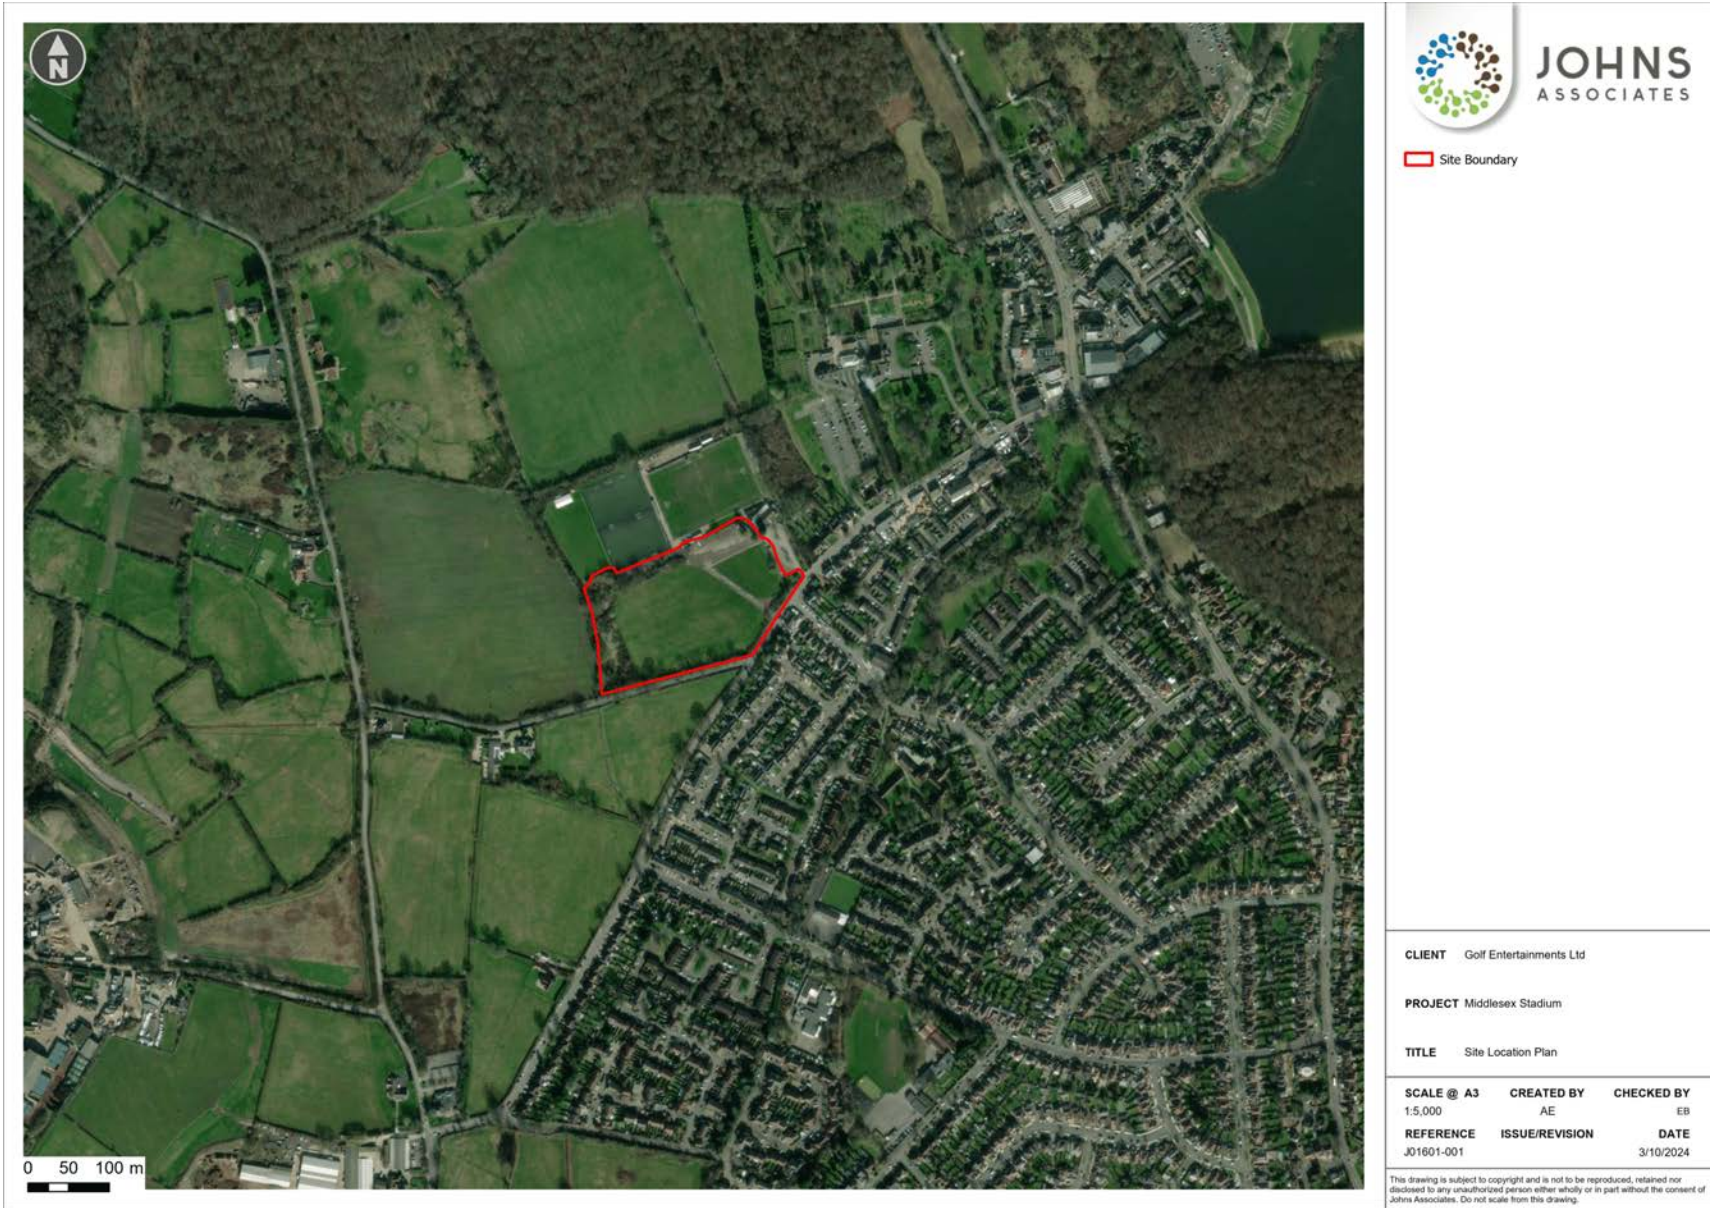 N
JOHNS
ASSOCIATES
Site Boundary
CLIENT Golf Entertainments Ltd
PROJECT Middlesex Stadium
TITLE Site Location Plan
SCALE @ A3 CREATED BY CHECKED BY
1:5,000 AE EB
REFERENCE ISSUE/REVISION DATE
J01601-001 3/10/2024
This drawing is subject to copyright and is not to be reproduced, retained nor
disclosed to any unauthorized person either wholly or in part without the consent of
Johns Associates. Do not scale from this drawing.
0 50 100 m